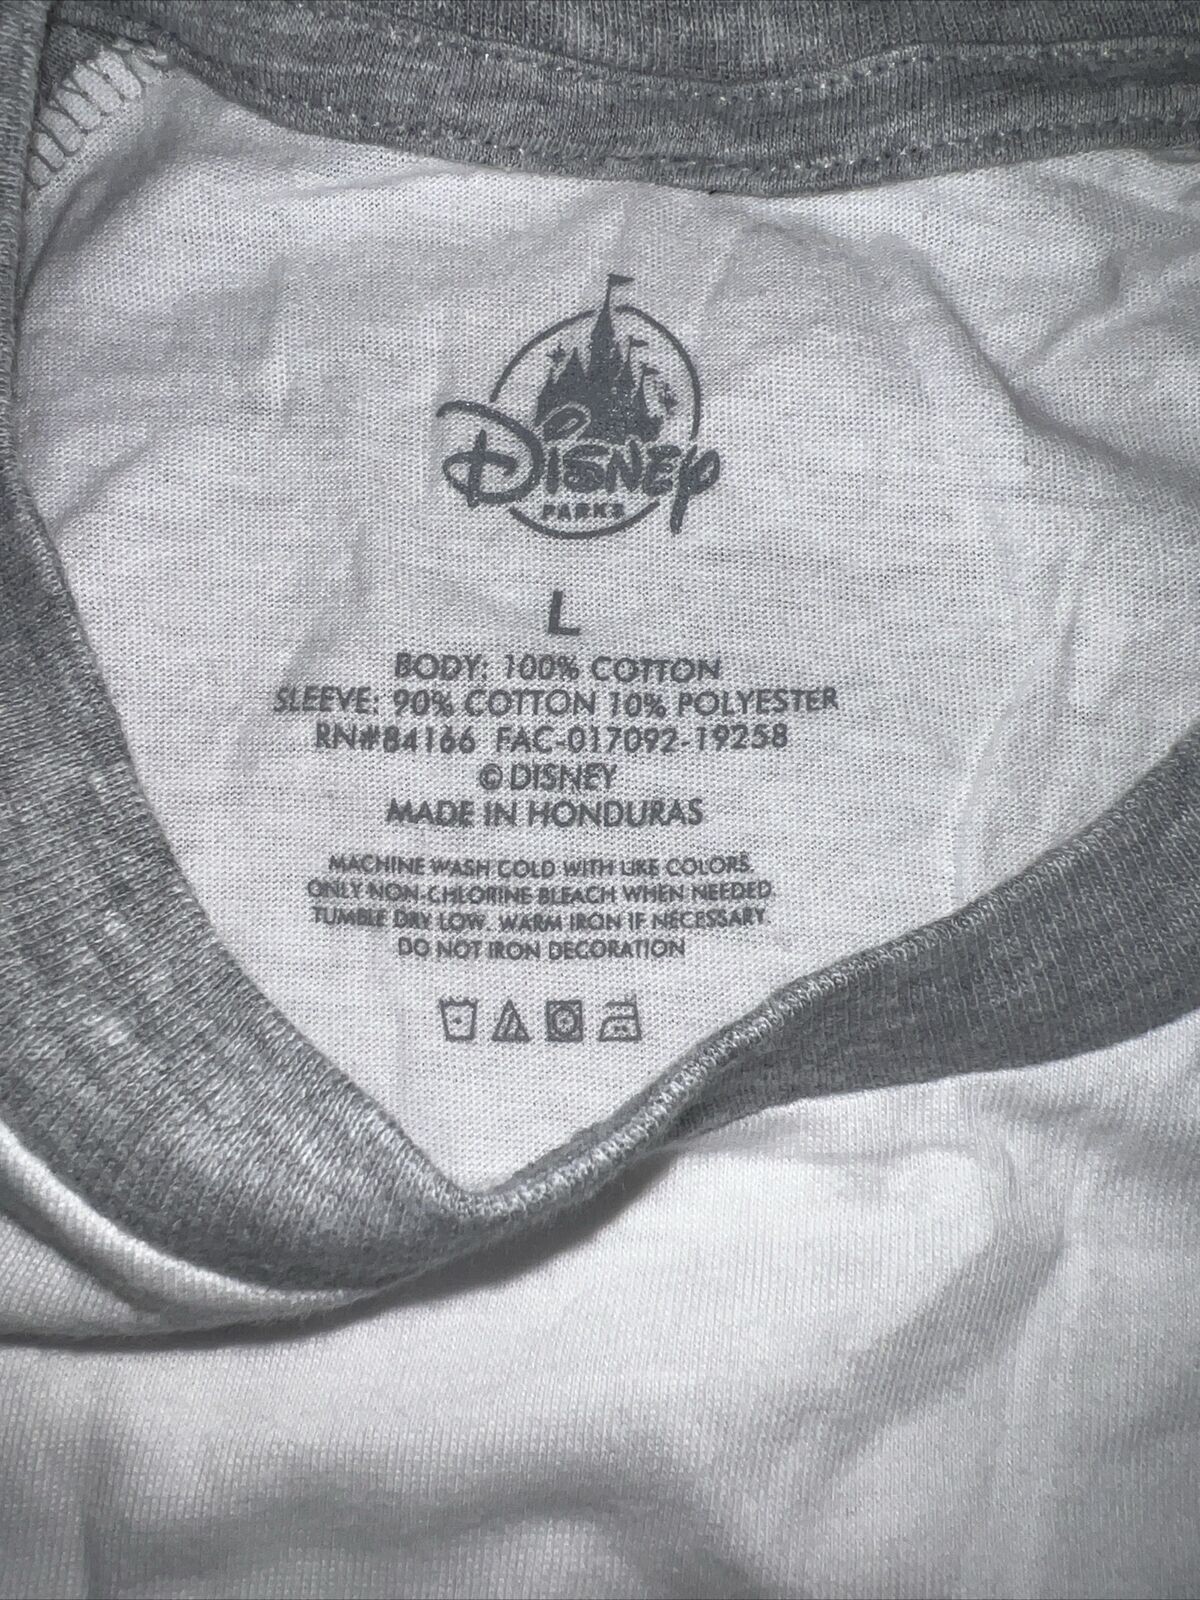 Disney
PARKS
L
BODY: 100% COTTON
SLEEVE: 90% COTTON 10% POLYESTER
RN#84166 FAC-017092-19258
© DISNEY
MADE IN HONDURAS
MACHINE WASH COLD WITH LIKE COLORS.
ONLY NON-CHLORINE BLEACH WHEN NEEDED.
TUMBLE DRY LOW. WARM IRON IF NECESSARY.
DO NOT IRON DECORATION